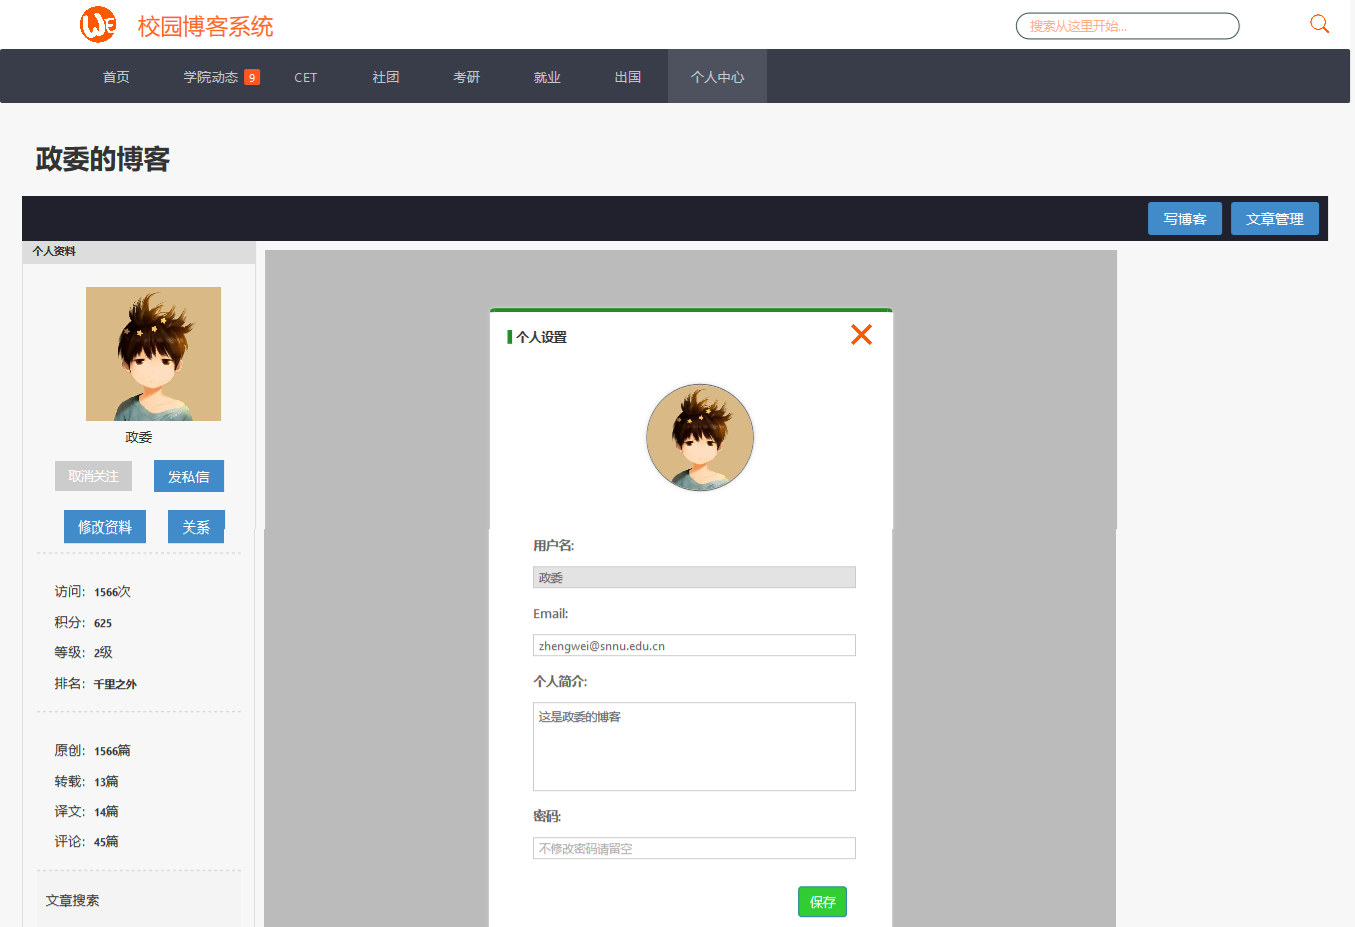 校园博客系统
搜索从这里开始...
首页 学院动态 9 CET 社团 考研 就业 出国 个人中心
政委的博客
写博客 文章管理
个人资料
政委
取消关注 发私信
修改资料 关系
访问：1566次
积分：625
等级：2级
排名：千里之外
原创：1566篇
转载：13篇
译文：14篇
评论：45篇
文章搜索
个人设置
用户名:
政委
Email:
zhengwei@snnu.edu.cn
个人简介:
这是政委的博客
密码:
不修改密码请留空
保存